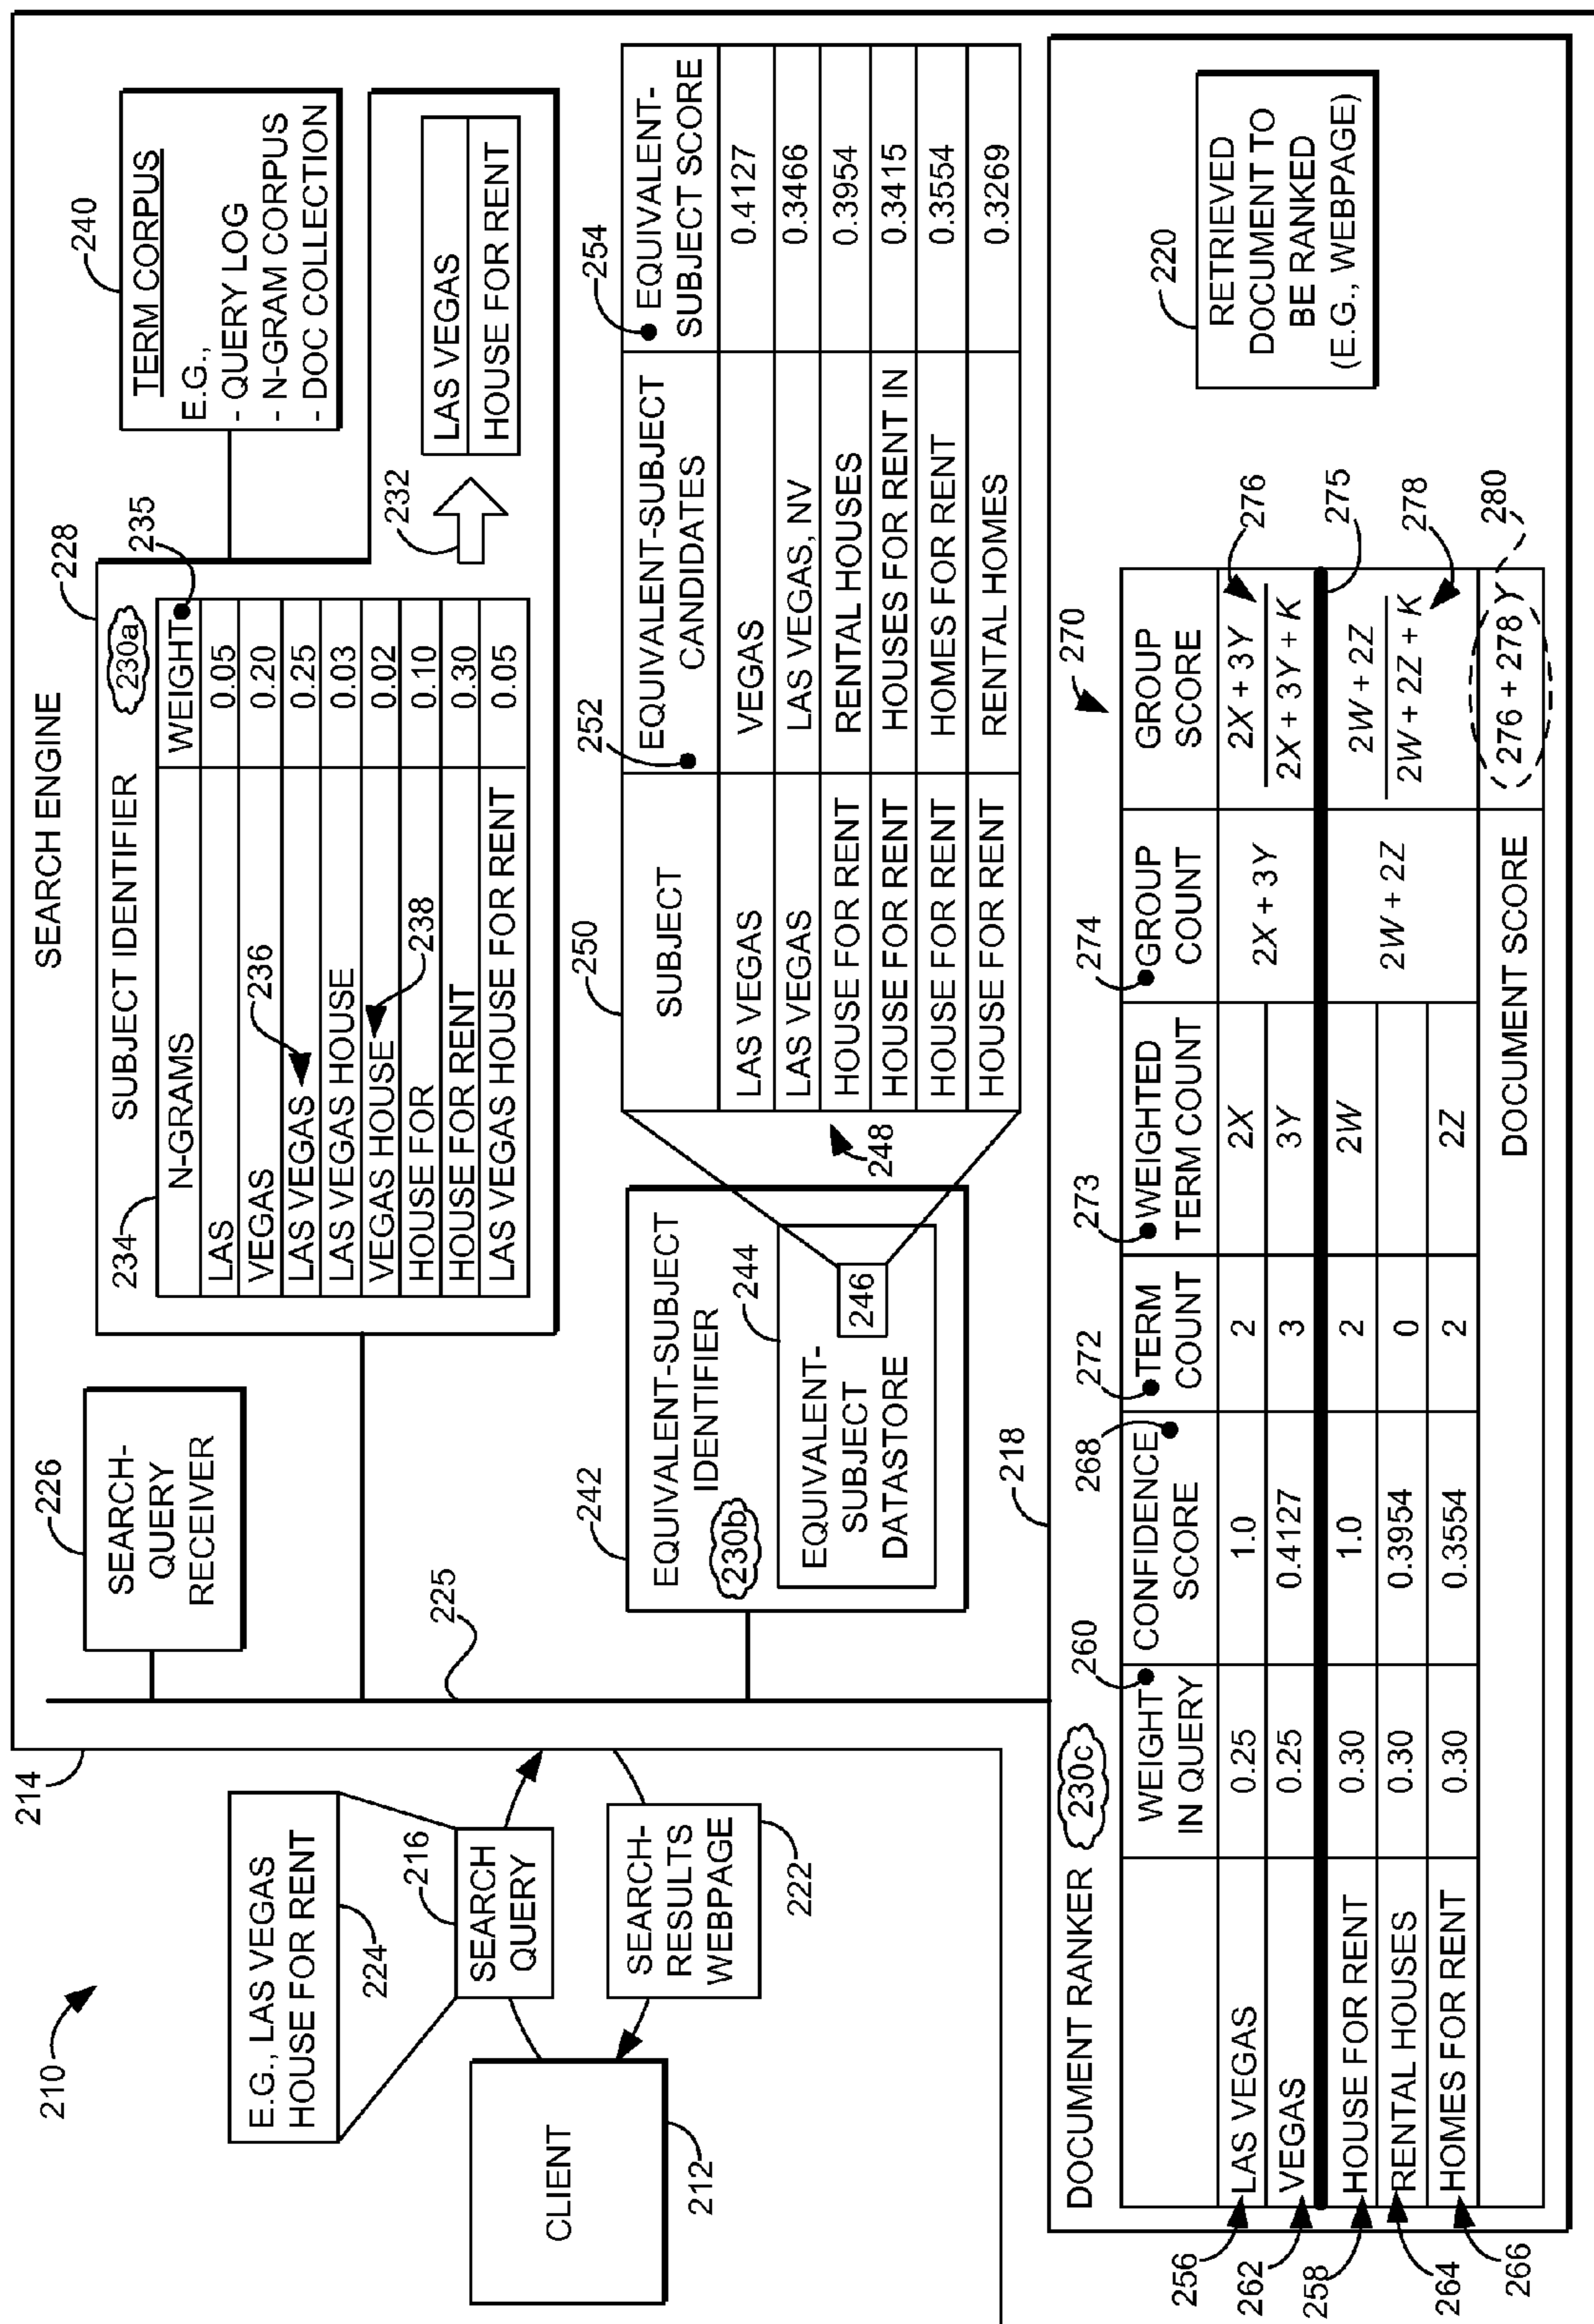 210
E.G., LAS VEGAS
HOUSE FOR RENT
224
216
SEARCH
QUERY
CLIENT
212
SEARCH-
RESULTS
WEBPAGE
222
214
SEARCH ENGINE
226
SEARCH-
QUERY
RECEIVER
225
228
SUBJECT IDENTIFIER
230a
234
235
N-GRAMS WEIGHT
LAS 0.05
VEGAS 0.20
LAS VEGAS 0.25
LAS VEGAS HOUSE 0.03
VEGAS HOUSE 0.02
HOUSE FOR 0.10
HOUSE FOR RENT 0.30
LAS VEGAS HOUSE FOR RENT 0.05
236
238
232
LAS VEGAS
HOUSE FOR RENT
240
TERM CORPUS
E.G.,
- QUERY LOG
- N-GRAM CORPUS
- DOC COLLECTION
242
EQUIVALENT-SUBJECT
IDENTIFIER
230b
244
EQUIVALENT-
SUBJECT
DATASTORE
246
248
250
252
254
SUBJECT
EQUIVALENT-SUBJECT
CANDIDATES
EQUIVALENT-
SUBJECT SCORE
LAS VEGAS VEGAS 0.4127
LAS VEGAS LAS VEGAS, NV 0.3466
HOUSE FOR RENT RENTAL HOUSES 0.3954
HOUSE FOR RENT HOUSES FOR RENT IN 0.3415
HOUSE FOR RENT HOMES FOR RENT 0.3554
HOUSE FOR RENT RENTAL HOMES 0.3269
218
DOCUMENT RANKER
230c
260
268
272
273
274
270
WEIGHT
IN QUERY
CONFIDENCE
SCORE
TERM
COUNT
WEIGHTED
TERM COUNT
GROUP
COUNT
GROUP
SCORE
256
LAS VEGAS 0.25 1.0 2 2X
262
VEGAS 0.25 0.4127 3 3Y
2X + 3Y
2X + 3Y
2X + 3Y + K
276
275
258
HOUSE FOR RENT 0.30 1.0 2 2W
264
RENTAL HOUSES 0.30 0.3954 0
266
HOMES FOR RENT 0.30 0.3554 2 2Z
2W + 2Z
2W + 2Z
2W + 2Z + K
278
DOCUMENT SCORE 276 + 278
280
220
RETRIEVED
DOCUMENT TO
BE RANKED
(E.G., WEBPAGE)